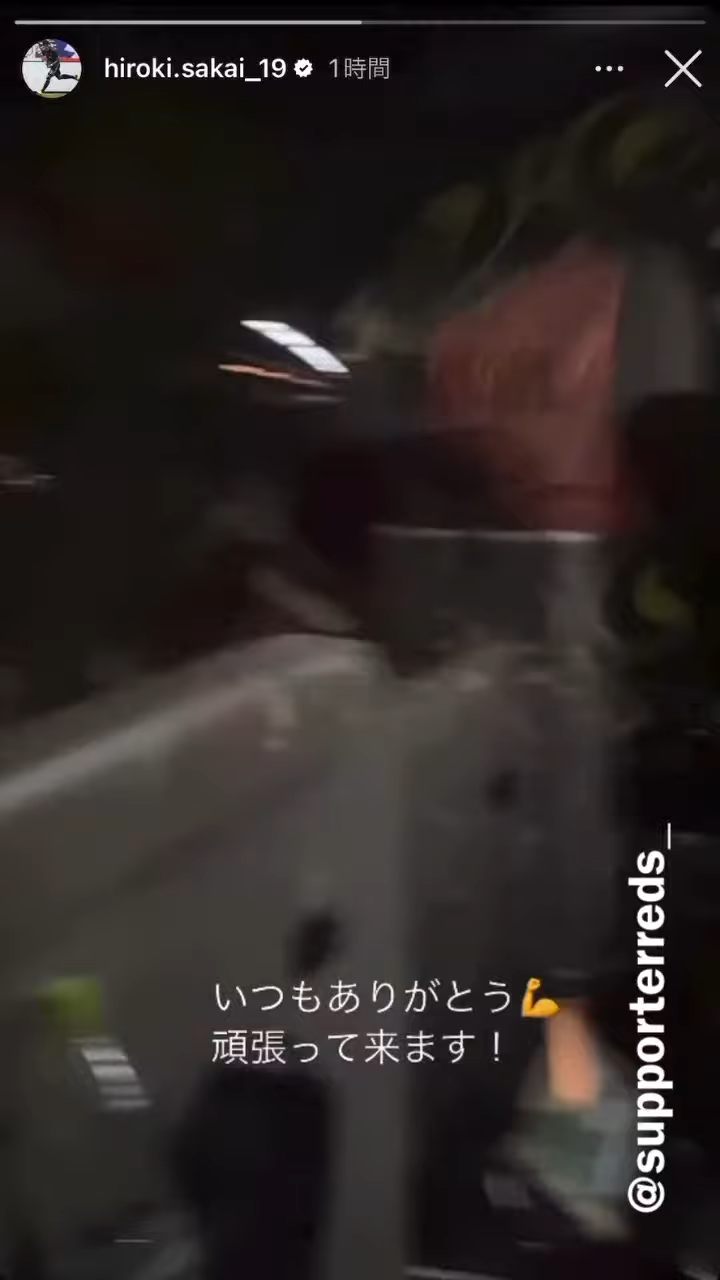 hiroki.sakai_19 1時間
いつもありがとう💪
頑張って来ます！
@supporterreds_